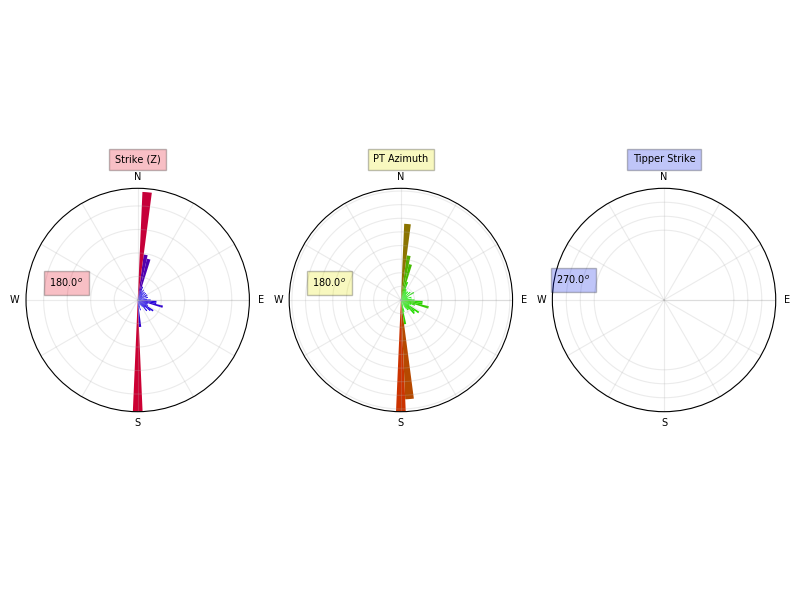 Strike (Z)
PT Azimuth
Tipper Strike
N
N
N
180.0°
180.0°
270.0°
W
E
W
E
W
E
S
S
S